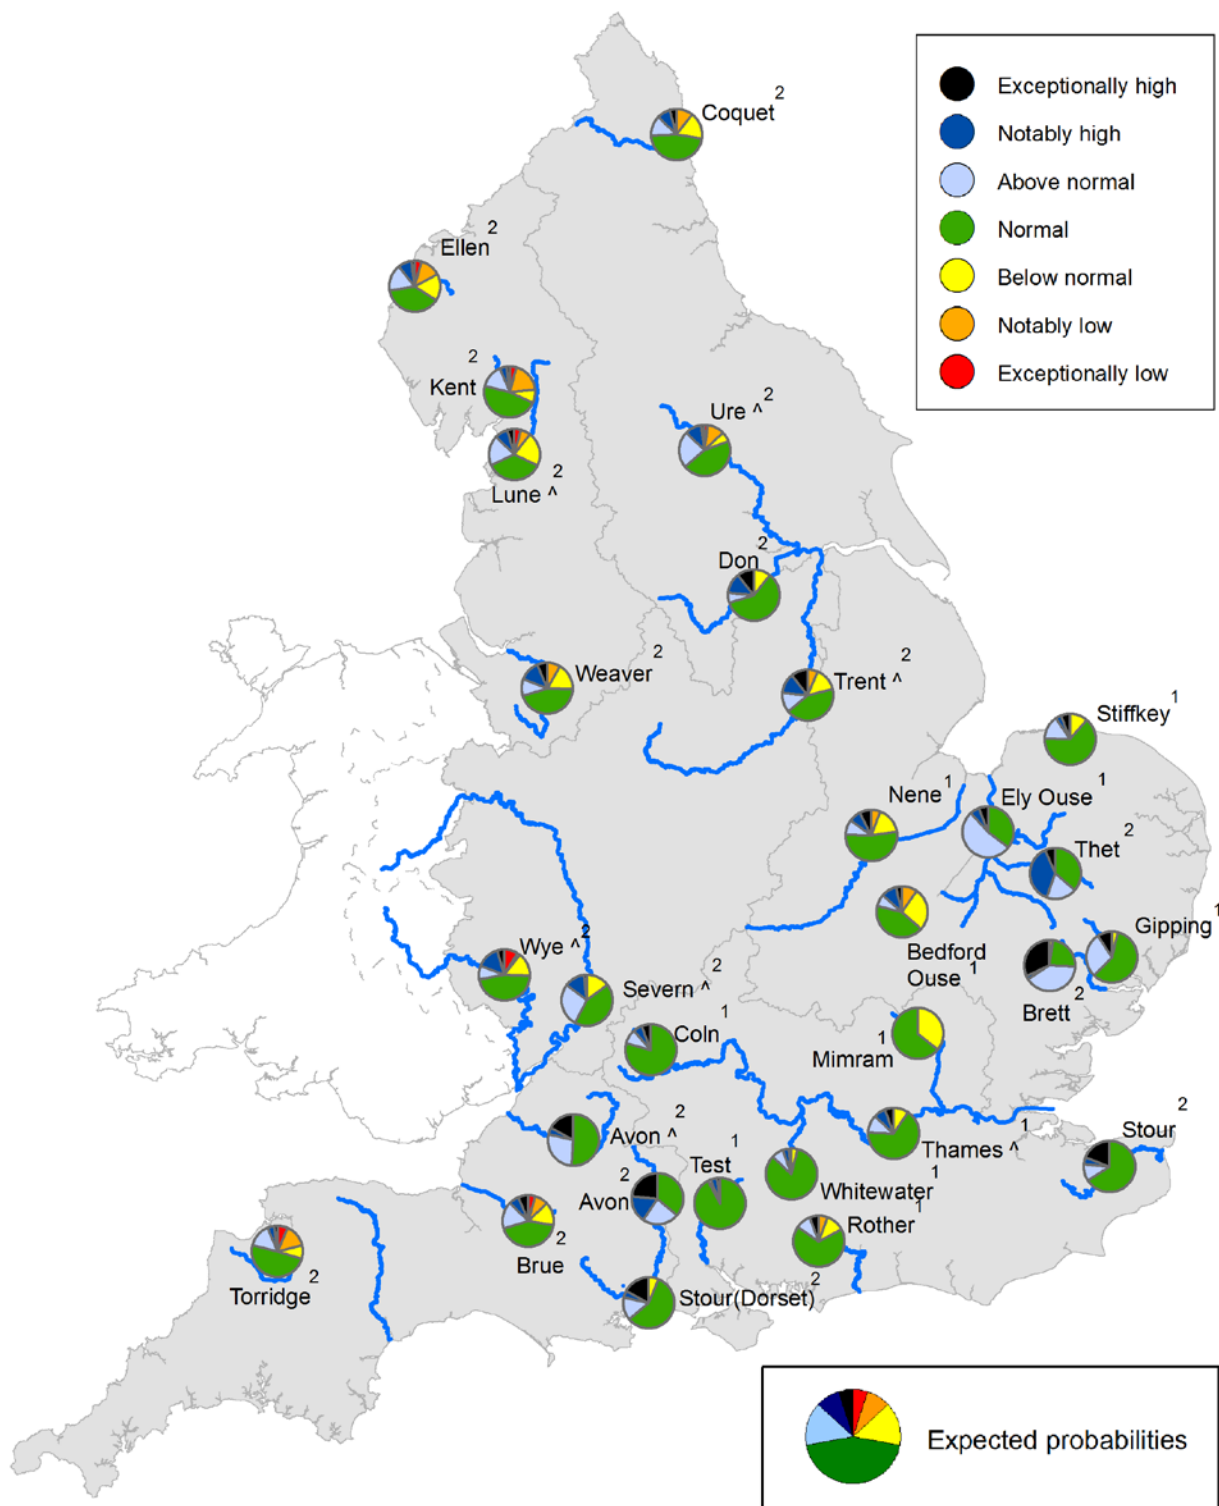 Exceptionally high
Notably high
Above normal
Normal
Below normal
Notably low
Exceptionally low
Coquet 2
Ellen 2
2
Kent
Ure ^ 2
Lune ^ 2
Don 2
Weaver 2
Trent ^ 2
Stiffkey 1
Nene 1
Ely Ouse 1
Thet 2
Gipping 1
Bedford
Ouse 1
Brett 2
Wye ^ 2
Severn ^ 2
Coln 1
Mimram 1
Avon ^ 2
Thames ^ 1
Stour 2
Test 1
Avon 2
Whitewater 1
Rother 2
Brue 2
Torridge 2
Stour(Dorset)
Expected probabilities